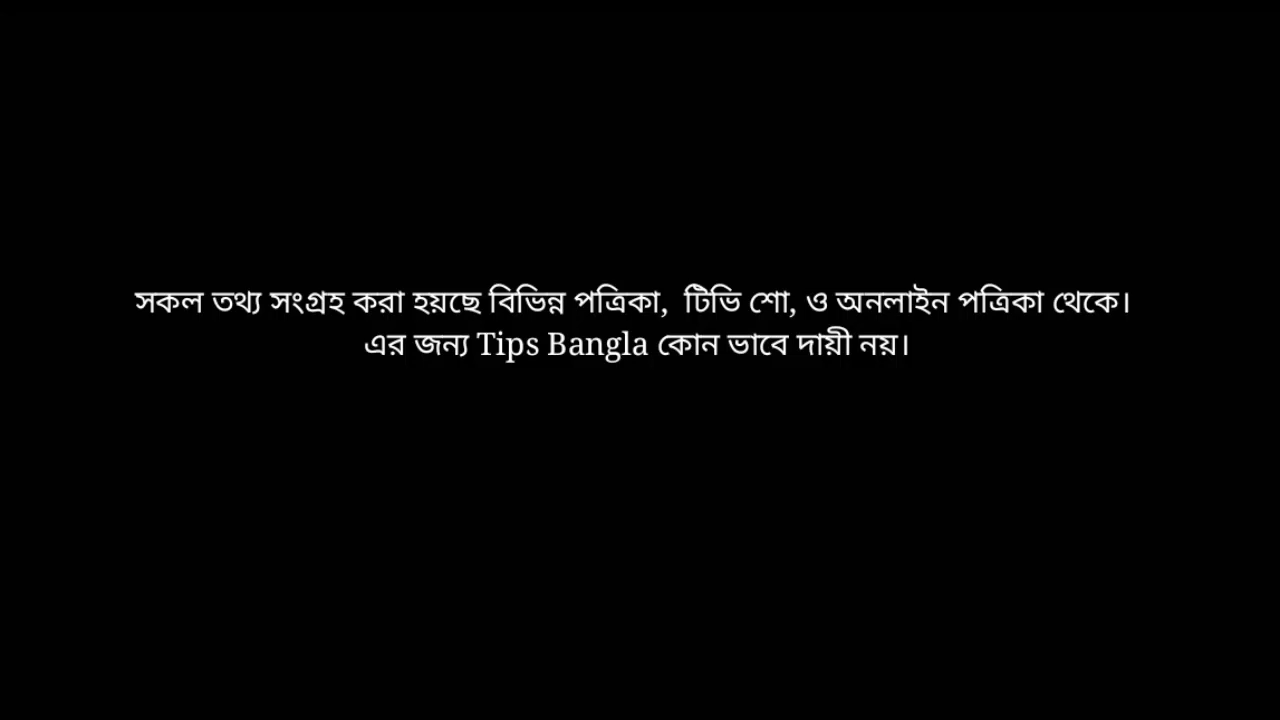 সকল তথ্য সংগ্রহ করা হয়ছে বিভিন্ন পত্রিকা,  টিভি শো, ও অনলাইন পত্রিকা থেকে।
এর জন্য Tips Bangla কোন ভাবে দায়ী নয়।